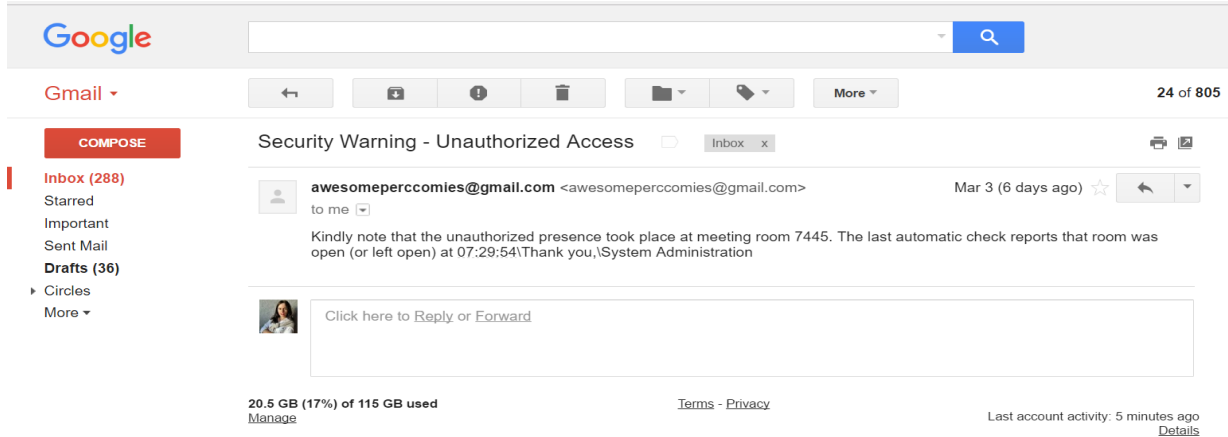 Google
Gmail
More
24 of 805
COMPOSE
Security Warning - Unauthorized Access
Inbox x
Inbox (288)
Starred
Important
Sent Mail
Drafts (36)
Circles
More
awesomeperccomies@gmail.com <awesomeperccomies@gmail.com>
Mar 3 (6 days ago)
to me
Kindly note that the unauthorized presence took place at meeting room 7445. The last automatic check reports that room was
open (or left open) at 07:29:54\Thank you,\System Administration
Click here to Reply or Forward
20.5 GB (17%) of 115 GB used
Manage
Terms - Privacy
Last account activity: 5 minutes ago
Details